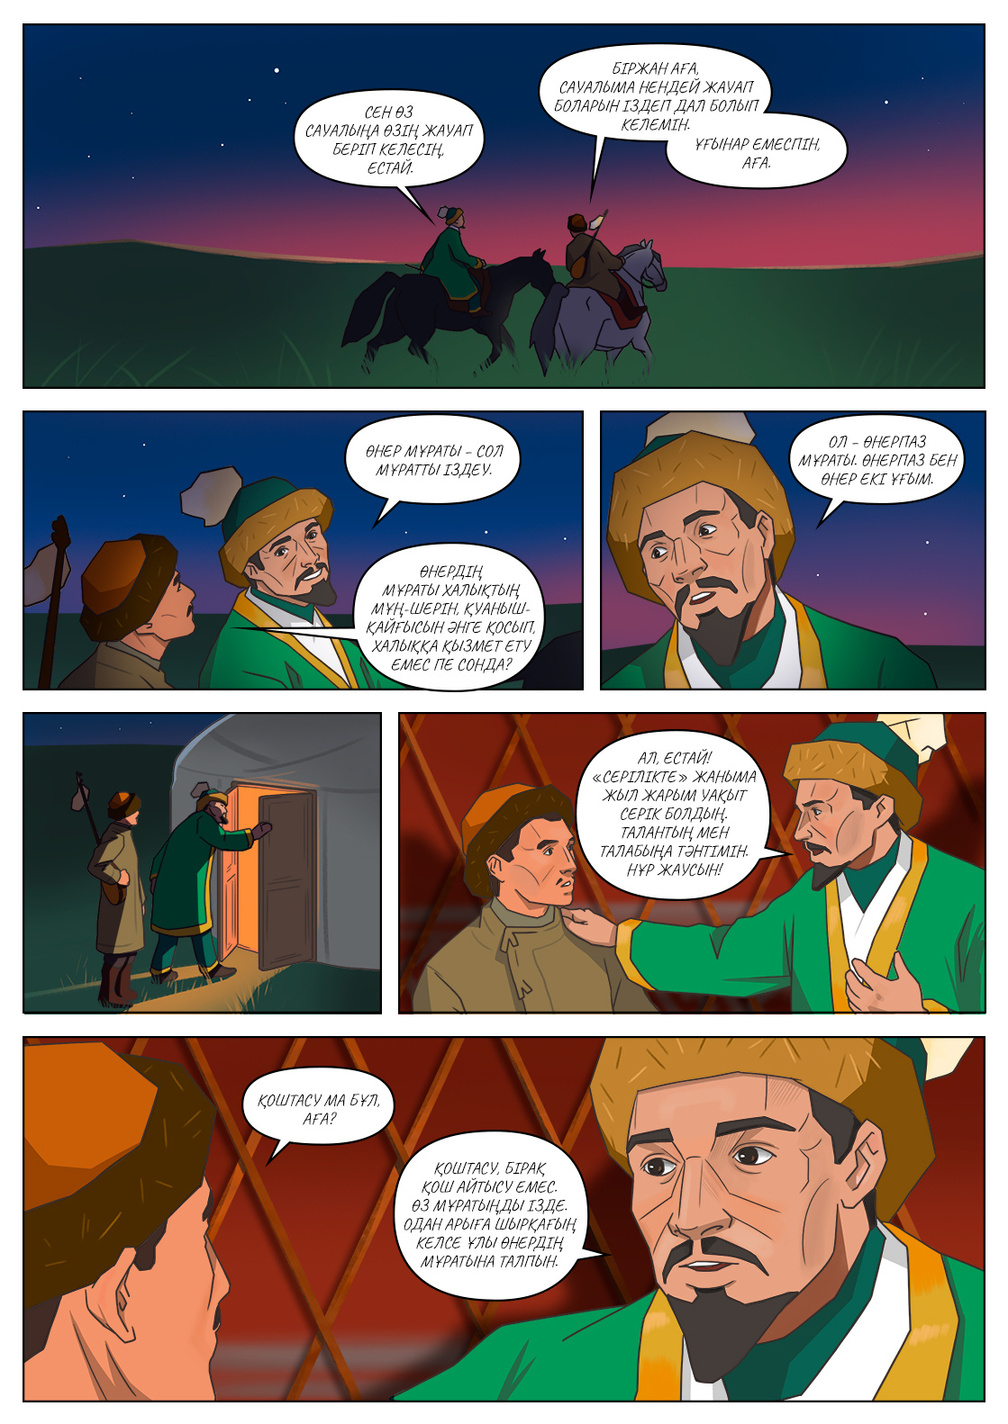 БІРЖАН АҒА,
САУАЛЫМА НЕНДЕЙ ЖАУАП
БОЛАРЫН ІЗДЕП ДАЛ БОЛЫП
КЕЛЕМІН.
ҰҒЫНАР ЕМЕСПІН,
АҒА.
СЕН ӨЗ
САУАЛЫҢА ӨЗІҢ ЖАУАП
БЕРІП КЕЛЕСІҢ,
ЕСТАЙ.
ӨНЕР МҰРАТЫ – СОЛ
МҰРАТТЫ ІЗДЕУ.
ӨНЕРДІҢ
МҰРАТЫ ХАЛЫҚТЫҢ
МҰҢ-ШЕРІН, ҚУАНЫШ-
ҚАЙҒЫСЫН ӘНГЕ ҚОСЫП,
ХАЛЫҚҚА ҚЫЗМЕТ ЕТУ
ЕМЕС ПЕ СОНДА?
ОЛ – ӨНЕРПАЗ
МҰРАТЫ. ӨНЕРПАЗ БЕН
ӨНЕР ЕКІ ҰҒЫМ.
АЛ, ЕСТАЙ!
«СЕРІЛІКТЕ» ЖАНЫМА
ЖЫЛ ЖАРЫМ УАҚЫТ
СЕРІК БОЛДЫҢ.
ТАЛАНТЫҢ МЕН
ТАЛАБЫҢА ТӘНТІМІН.
НҰР ЖАУСЫН!
ҚОШТАСУ МА БҰЛ,
АҒА?
ҚОШТАСУ, БІРАҚ
ҚОШ АЙТЫСУ ЕМЕС.
ӨЗ МҰРАТЫҢДЫ ІЗДЕ.
ОДАН АРЫҒА ШЫРҚАҒЫҢ
КЕЛСЕ ҰЛЫ ӨНЕРДІҢ
МҰРАТЫНА ТАЛПЫН.